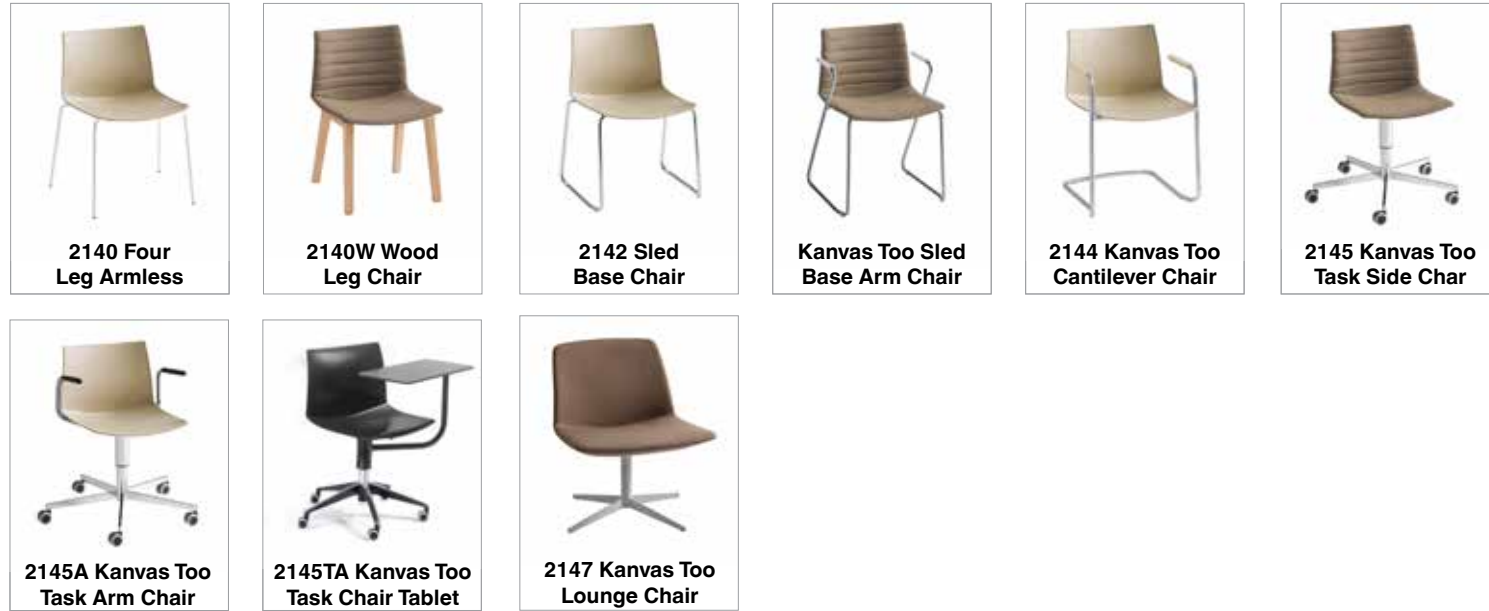 2140 Four
Leg Armless
2140W Wood
Leg Chair
2142 Sled
Base Chair
Kanvas Too Sled
Base Arm Chair
2144 Kanvas Too
Cantilever Chair
2145 Kanvas Too
Task Side Char
2145A Kanvas Too
Task Arm Chair
2145TA Kanvas Too
Task Chair Tablet
2147 Kanvas Too
Lounge Chair